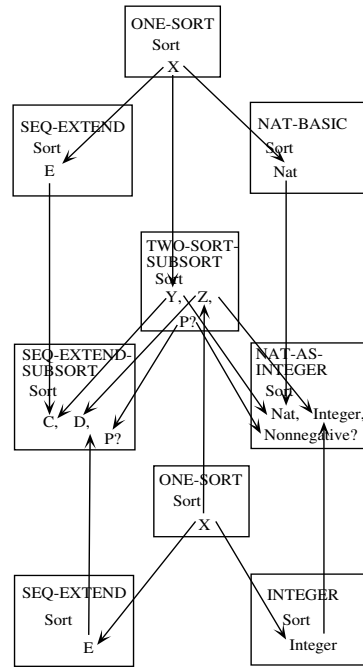 ONE-SORT
Sort
X
SEQ-EXTEND
Sort
E
NAT-BASIC
Sort
Nat
TWO-SORT-
SUBSORT
Sort
Y, Z,
P?
SEQ-EXTEND-
SUBSORT
Sort
C, D,
P?
NAT-AS-
INTEGER
Sort
Nat, Integer,
Nonnegative?
ONE-SORT
Sort
X
SEQ-EXTEND
Sort
E
INTEGER
Sort
Integer